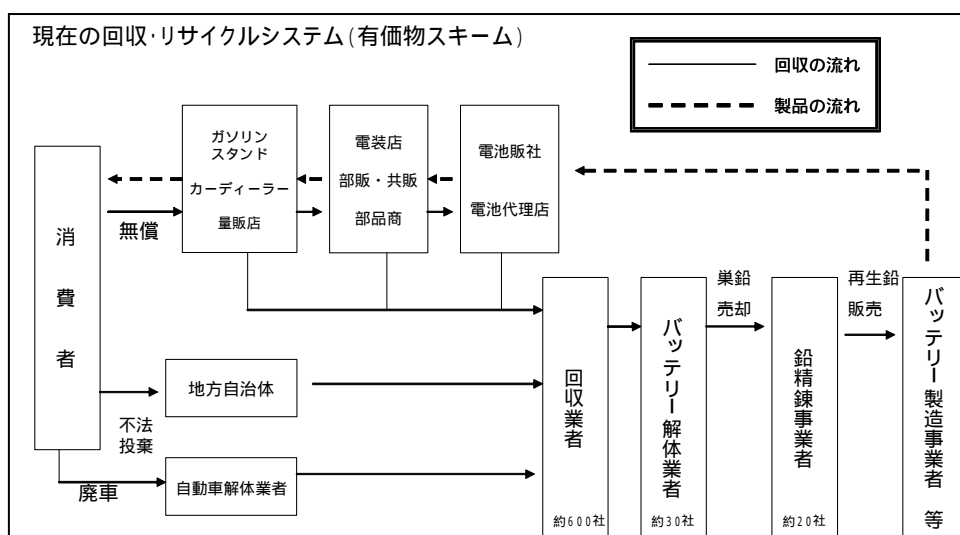 現在の回収・リサイクルシステム(有価物スキーム)
回収の流れ
製品の流れ
ガソリン
スタンド
カーディーラー
量販店
電装店
部販・共販
部品商
電池販社
電池代理店
消費者
無償
地方自治体
不法
投棄
廃車
自動車解体業者
回収業者
約600社
バッテリー解体業者
約30社
巣鉛
売却
鉛精錬事業者
約20社
再生鉛
販売
バッテリー製造事業者 等